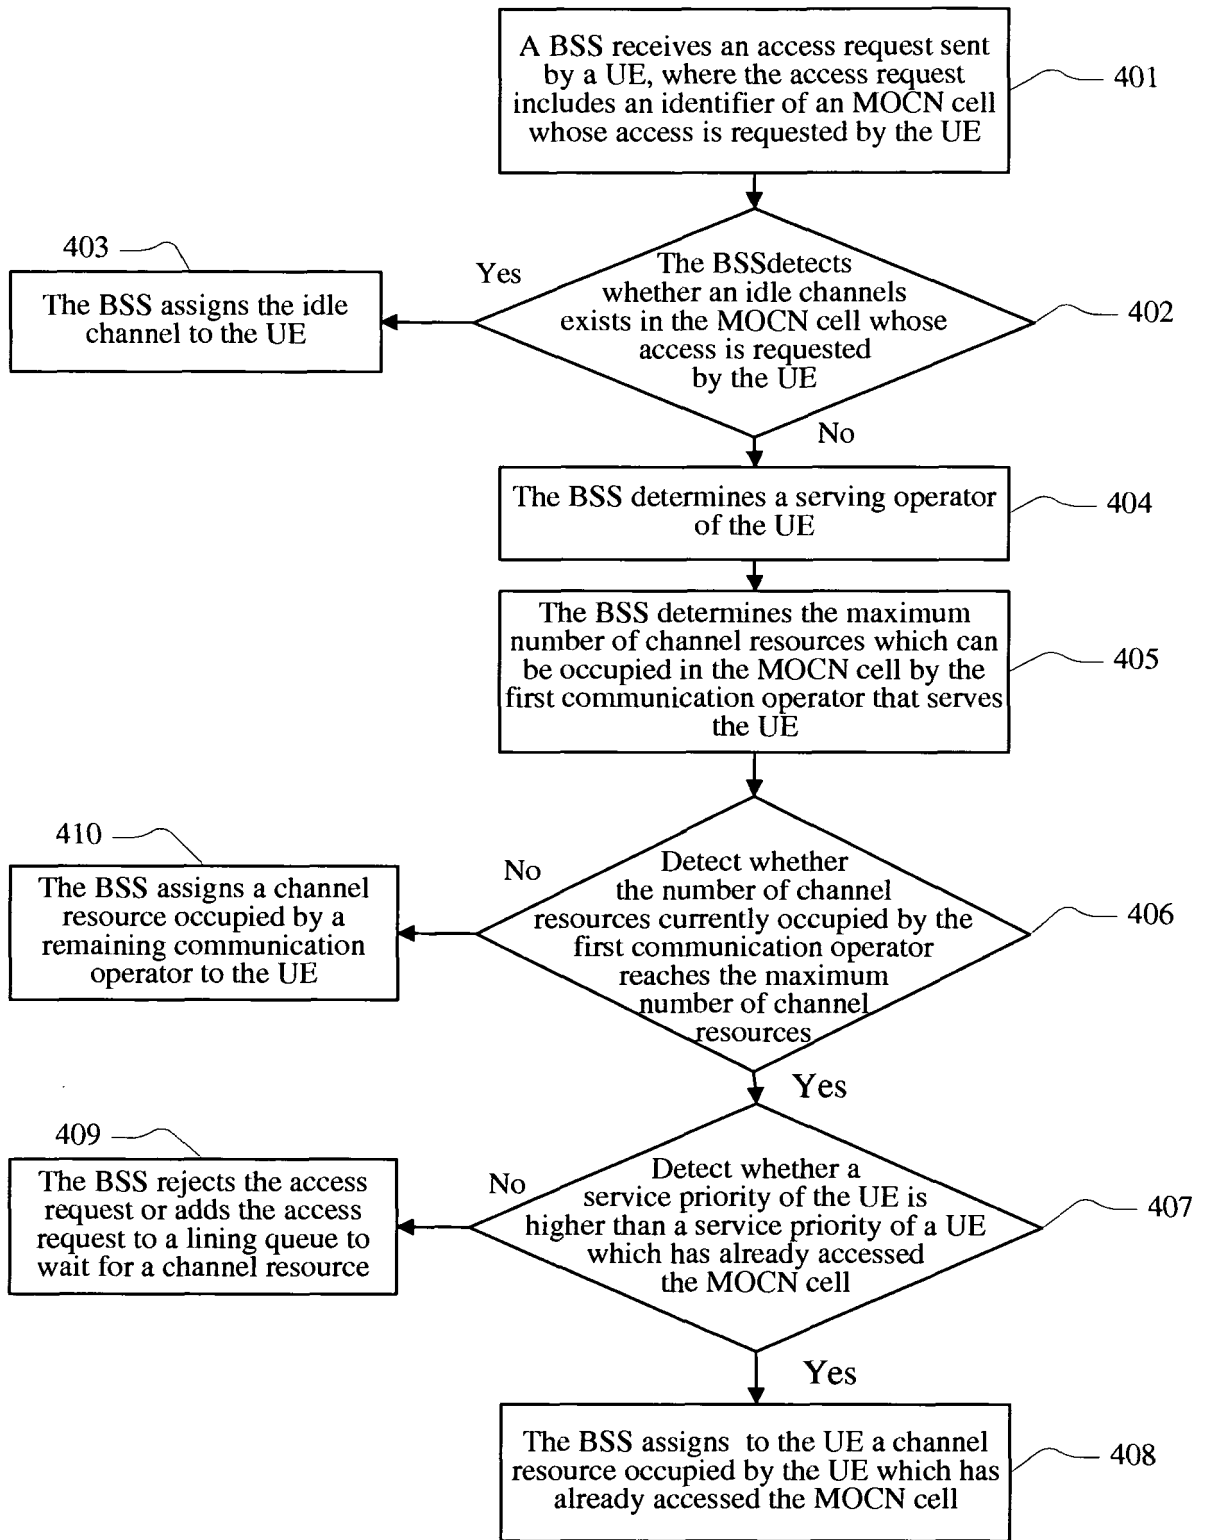 A BSS receives an access request sent
by a UE, where the access request
includes an identifier of an MOCN cell
whose access is requested by the UE
401
403
Yes
The BSSdetects
whether an idle channels
exists in the MOCN cell whose
access is requested
by the UE
402
The BSS assigns the idle
channel to the UE
No
The BSS determines a serving operator
of the UE
404
The BSS determines the maximum
number of channel resources which can
be occupied in the MOCN cell by the
first communication operator that serves
the UE
405
410
No
Detect whether
the number of channel
resources currently occupied by the
first communication operator
reaches the maximum
number of channel
resources
406
The BSS assigns a channel
resource occupied by a
remaining communication
operator to the UE
Yes
409
No
Detect whether a
service priority of the UE is
higher than a service priority of a UE
which has already accessed
the MOCN cell
407
The BSS rejects the access
request or adds the access
request to a lining queue to
wait for a channel resource
Yes
The BSS assigns to the UE a channel
resource occupied by the UE which has
already accessed the MOCN cell
408